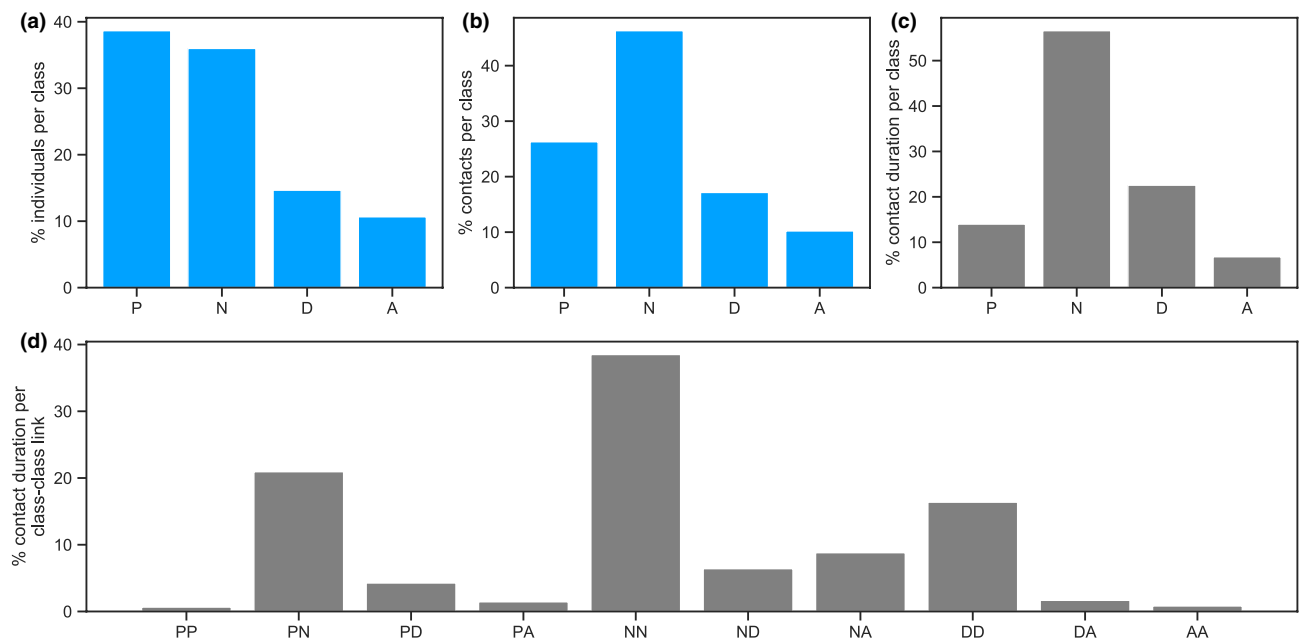 (a)
% individuals per class
40
30
20
10
0
P N D A
(b)
% contacts per class
40
30
20
10
0
P N D A
(c)
% contact duration per class
50
40
30
20
10
0
P N D A
(d)
% contact duration per
class-class link
40
30
20
10
0
PP PN PD PA NN ND NA DD DA AA